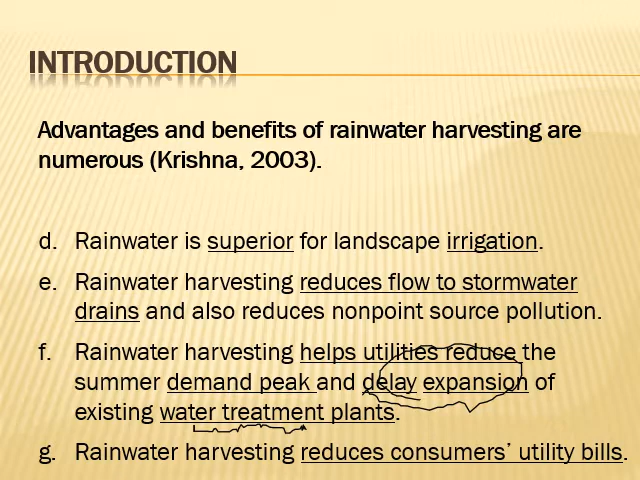 INTRODUCTION
Advantages and benefits of rainwater harvesting are
numerous (Krishna, 2003).
d. Rainwater is superior for landscape irrigation.
e. Rainwater harvesting reduces flow to stormwater
drains and also reduces nonpoint source pollution.
f. Rainwater harvesting helps utilities reduce the
summer demand peak and delay expansion of
existing water treatment plants.
g. Rainwater harvesting reduces consumers’ utility bills.